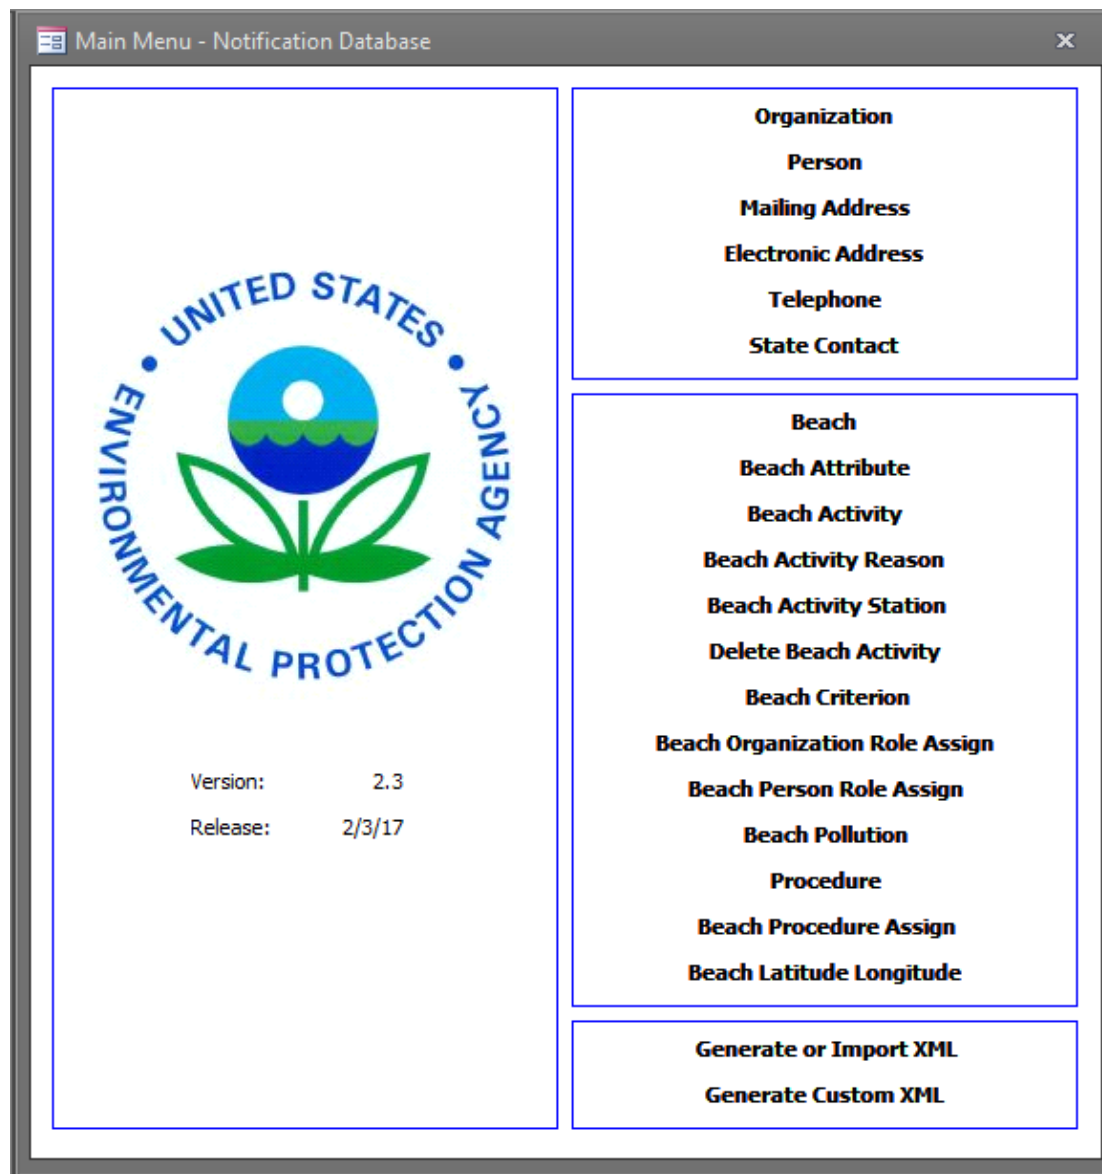 Main Menu - Notification Database
UNITED STATES
ENVIRONMENTAL PROTECTION AGENCY
Version: 2.3
Release: 2/3/17
Organization
Person
Mailing Address
Electronic Address
Telephone
State Contact
Beach
Beach Attribute
Beach Activity
Beach Activity Reason
Beach Activity Station
Delete Beach Activity
Beach Criterion
Beach Organization Role Assign
Beach Person Role Assign
Beach Pollution
Procedure
Beach Procedure Assign
Beach Latitude Longitude
Generate or Import XML
Generate Custom XML